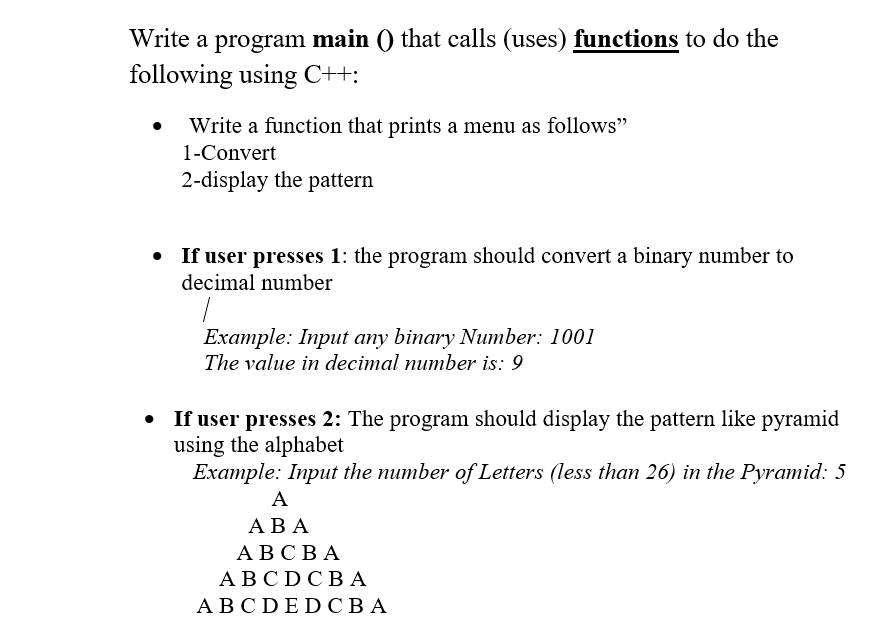 Write a program main () that calls (uses) functions to do the
following using C++:
• Write a function that prints a menu as follows”
1-Convert
2-display the pattern
• If user presses 1: the program should convert a binary number to
decimal number
/
Example: Input any binary Number: 1001
The value in decimal number is: 9
• If user presses 2: The program should display the pattern like pyramid
using the alphabet
Example: Input the number of Letters (less than 26) in the Pyramid: 5
A
A B A
A B C B A
A B C D C B A
A B C D E D C B A